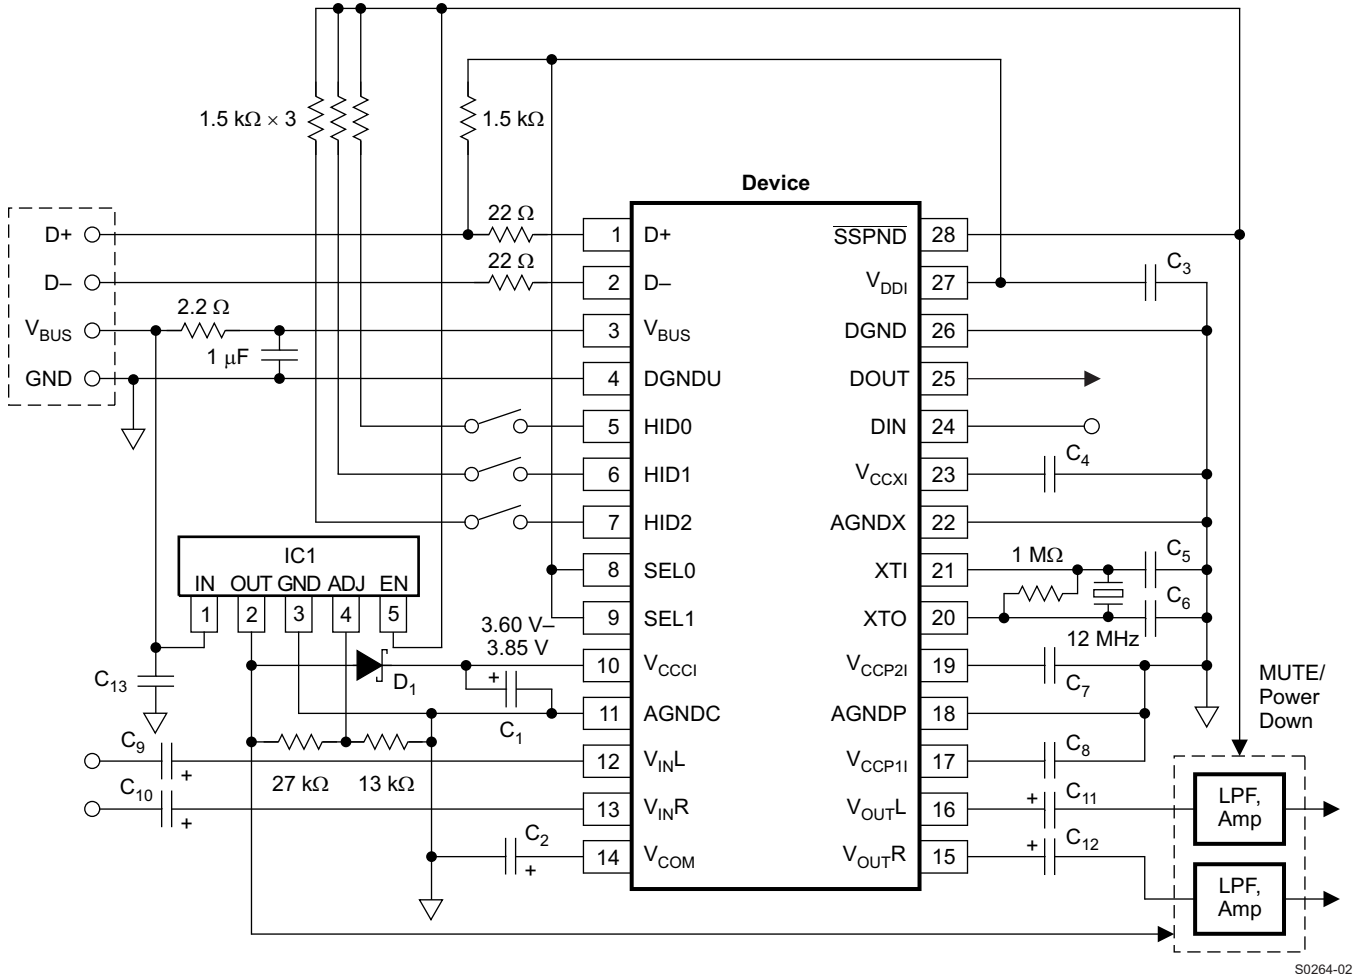 1.5 kΩ × 3
1.5 kΩ
Device
D+
22 Ω
1
D+
SSPND
28
D–
22 Ω
2
D–
VDDI
27
C3
VBUS
2.2 Ω
3
VBUS
DGND
26
1 μF
GND
4
DGNDU
DOUT
25
5
HID0
DIN
24
6
HID1
VCCXI
23
C4
7
HID2
AGNDX
22
IC1
IN OUT GND ADJ EN
1 2 3 4 5
8
SEL0
XTI
21
1 MΩ
C5
9
SEL1
XTO
20
C6
12 MHz
3.60 V–
3.85 V
D1
10
VCCCI
VCCP2I
19
C7
C13
C1
11
AGNDC
AGNDP
18
MUTE/
Power
Down
C9
+
12
VINL
VCCP1I
17
C8
27 kΩ
13 kΩ
C10
+
13
VINR
VOUTL
16
+
C11
LPF,
Amp
C2
+
14
VCOM
VOUTR
15
+
C12
LPF,
Amp
+
S0264-02